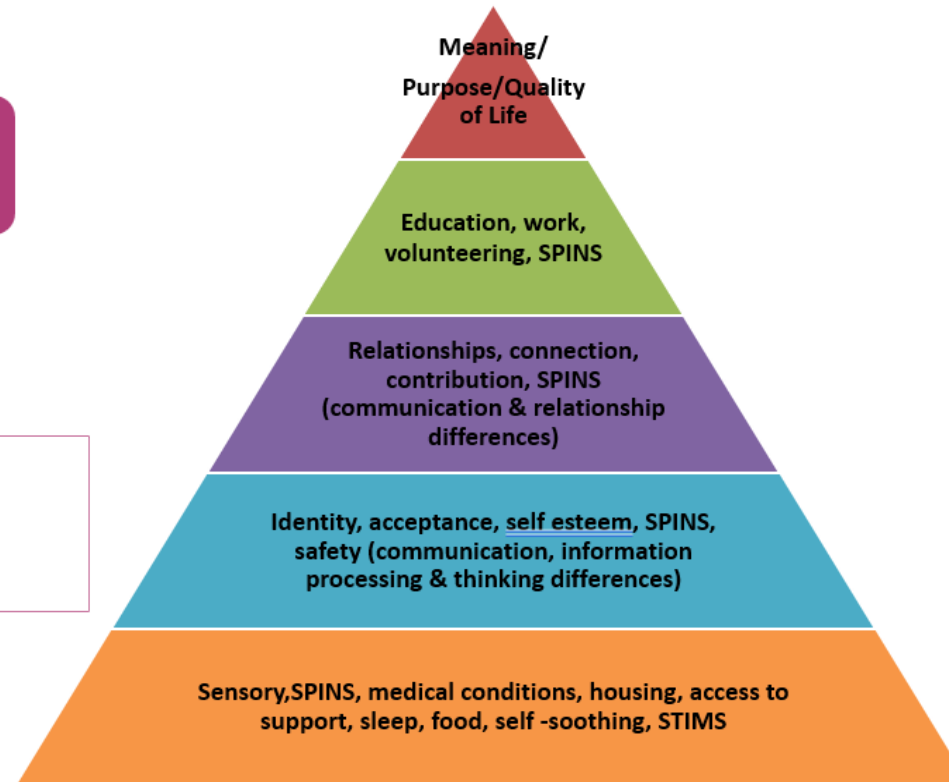 Meaning/
Purpose/Quality
of Life
Education, work,
volunteering, SPINS
Relationships, connection,
contribution, SPINS
(communication & relationship
differences)
Identity, acceptance, self esteem, SPINS,
safety (communication, information
processing & thinking differences)
Sensory,SPINS, medical conditions, housing, access to
support, sleep, food, self -soothing, STIMS